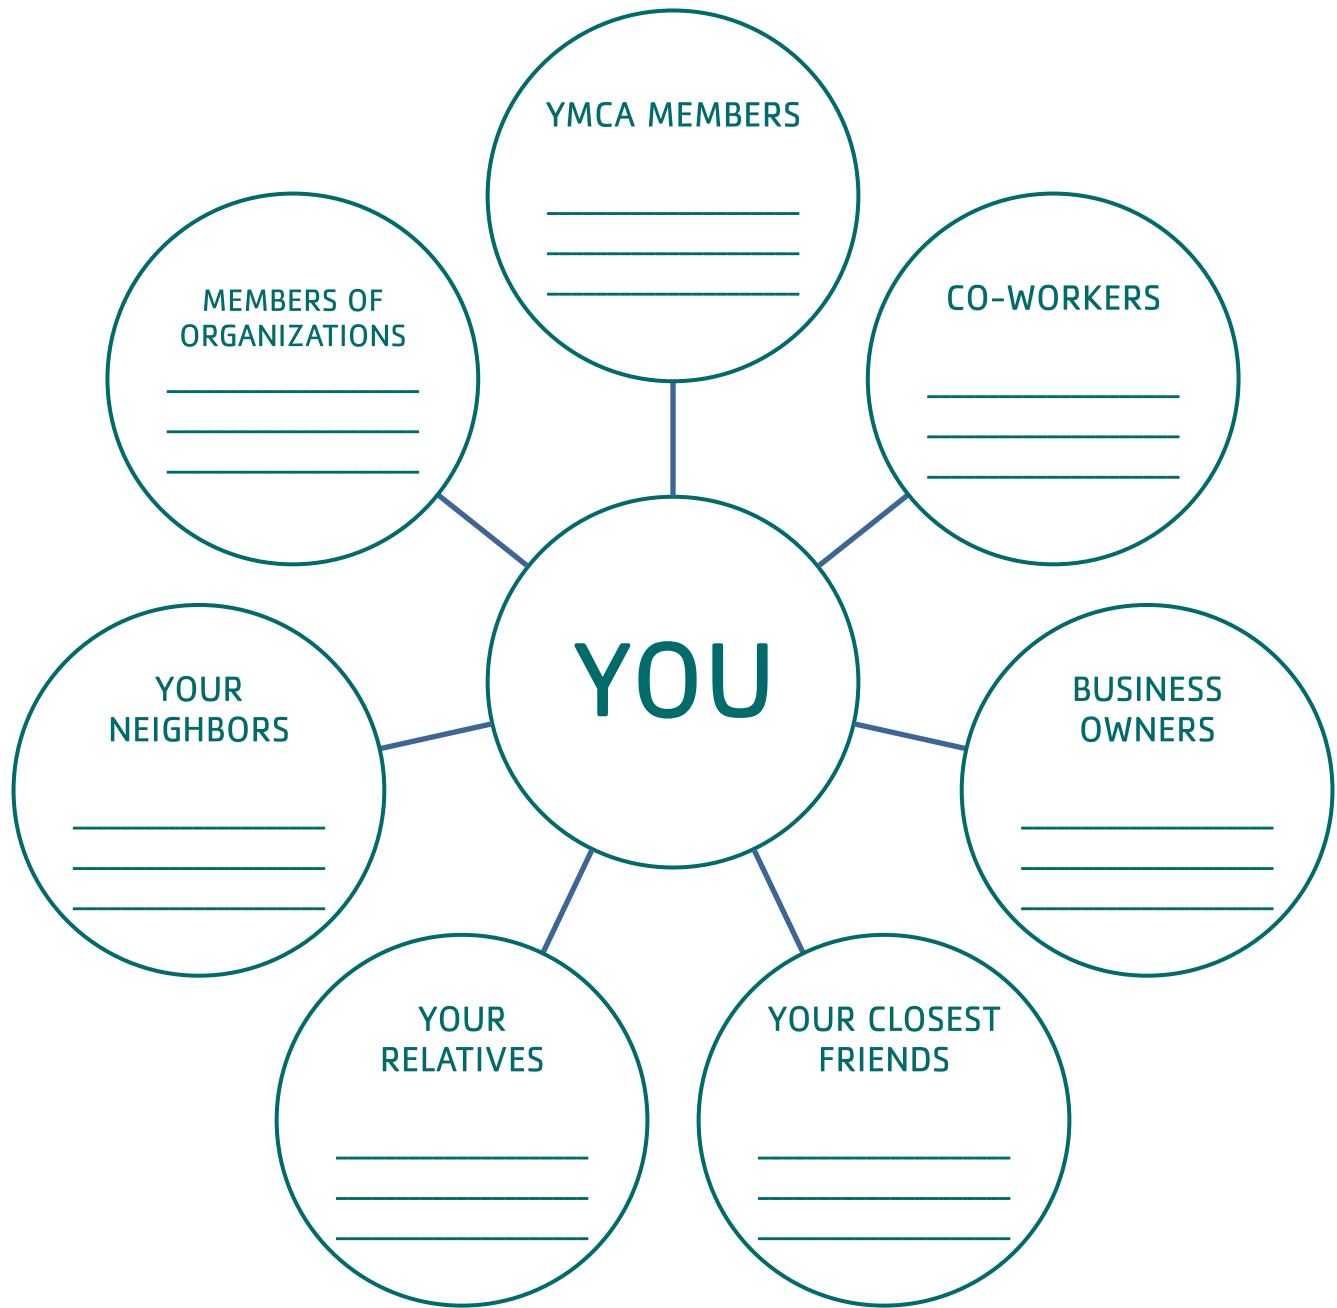 YMCA MEMBERS
CO-WORKERS
MEMBERS OF
ORGANIZATIONS
YOU
YOUR
NEIGHBORS
BUSINESS
OWNERS
YOUR
RELATIVES
YOUR CLOSEST
FRIENDS